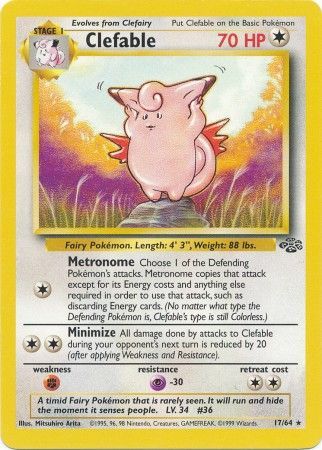 STAGE 1
Evolves from Clefairy
Put Clefable on the Basic Pokémon
Clefable
70 HP
Fairy Pokémon. Length: 4' 3", Weight: 88 lbs.
Metronome Choose 1 of the Defending
Pokémon's attacks. Metronome copies that attack
except for its Energy costs and anything else
required in order to use that attack, such as
discarding Energy cards. (No matter what type the
Defending Pokémon is, Clefable's type is still Colorless.)
Minimize All damage done by attacks to Clefable
during your opponent's next turn is reduced by 20
(after applying Weakness and Resistance).
weakness
resistance
retreat cost
-30
A timid Fairy Pokémon that is rarely seen. It will run and hide
the moment it senses people. LV. 34 #36
Illus. Mitsuhiro Arita
©1995, 96, 98 Nintendo, Creatures, GAMEFREAK. ©1999 Wizards.
17/64 ★